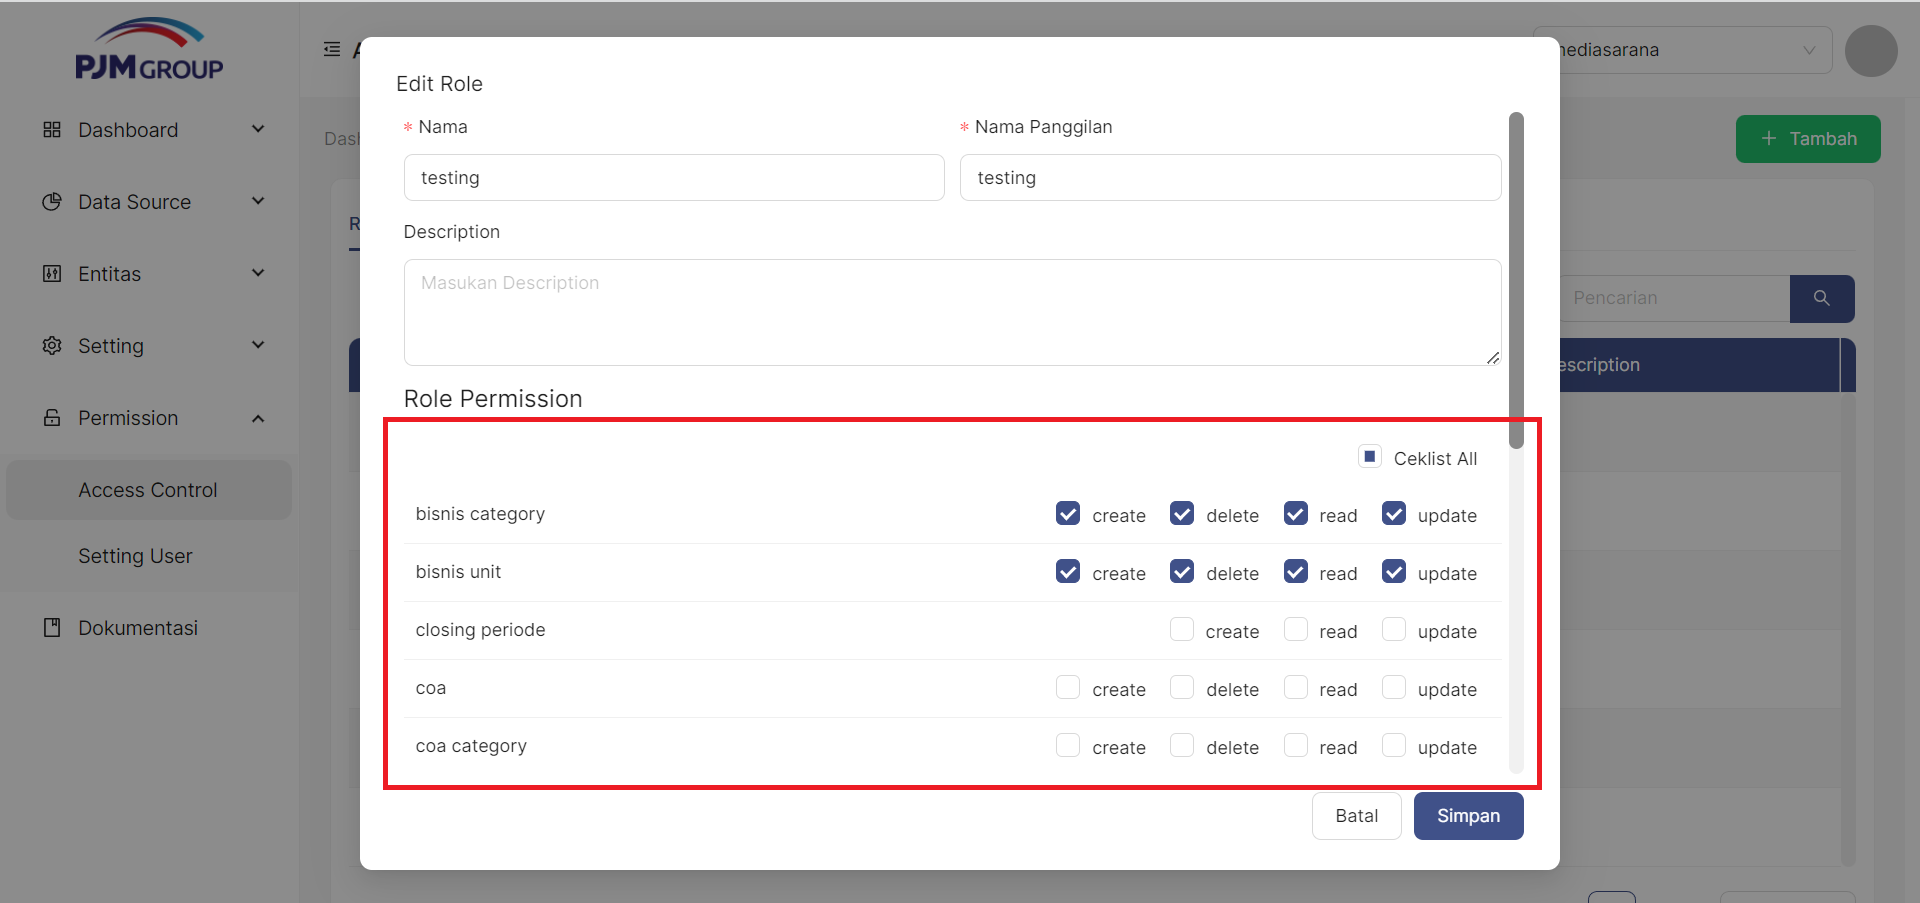 PJM GROUP
Dashboard
Data Source
Entitas
Setting
Permission
Access Control
Setting User
Dokumentasi
mediasarana
Tambah
Pencarian
escription
Edit Role
* Nama
* Nama Panggilan
testing
testing
Description
Masukan Description
Role Permission
Ceklist All
bisnis category create delete read update
bisnis unit create delete read update
closing periode create read update
coa create delete read update
coa category create delete read update
Batal Simpan